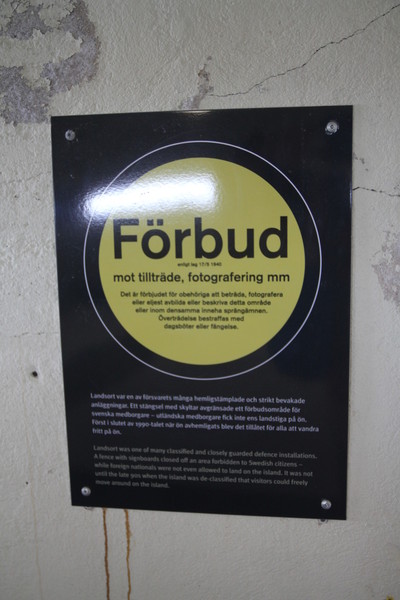 Förbud
enligt lag 17/5 1940
mot tillträde, fotografering mm
Det är förbjudet för obehöriga att beträda, fotografera
eller eljest avbilda eller beskriva detta område
eller inom densamma inneha sprängämnen.
Överträdelse bestraffas med
dagsböter eller fängelse.
Landsort var en av försvarets många hemligstämplade och strikt bevakade
anläggningar. Ett stängsel med skyltar avgränsade ett förbudsområde för
svenska medborgare – utländska medborgare fick inte ens landstiga på ön.
Först i slutet av 1990-talet när ön avhemligats blev det tillåtet för alla att vandra
fritt på ön.
Landsort was one of many classified and closely guarded defence installations.
A fence with signboards closed off an area forbidden to Swedish citizens –
while foreign nationals were not even allowed to land on the island. It was not
until the late 90s when the island was de-classified that visitors could freely
move around on the island.